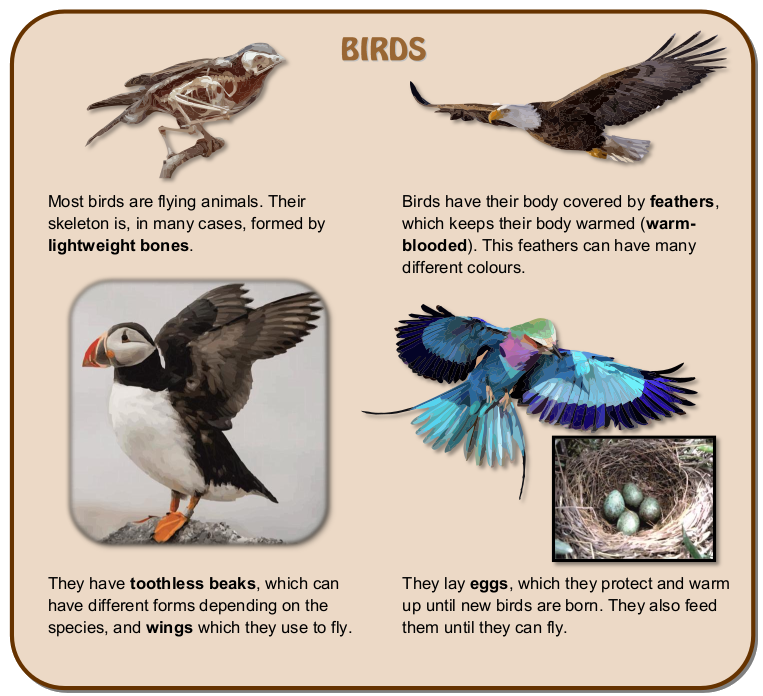 BIRDS
Most birds are flying animals. Their
skeleton is, in many cases, formed by
lightweight bones.
Birds have their body covered by feathers,
which keeps their body warmed (warm-
blooded). This feathers can have many
different colours.
They have toothless beaks, which can
have different forms depending on the
species, and wings which they use to fly.
They lay eggs, which they protect and warm
up until new birds are born. They also feed
them until they can fly.